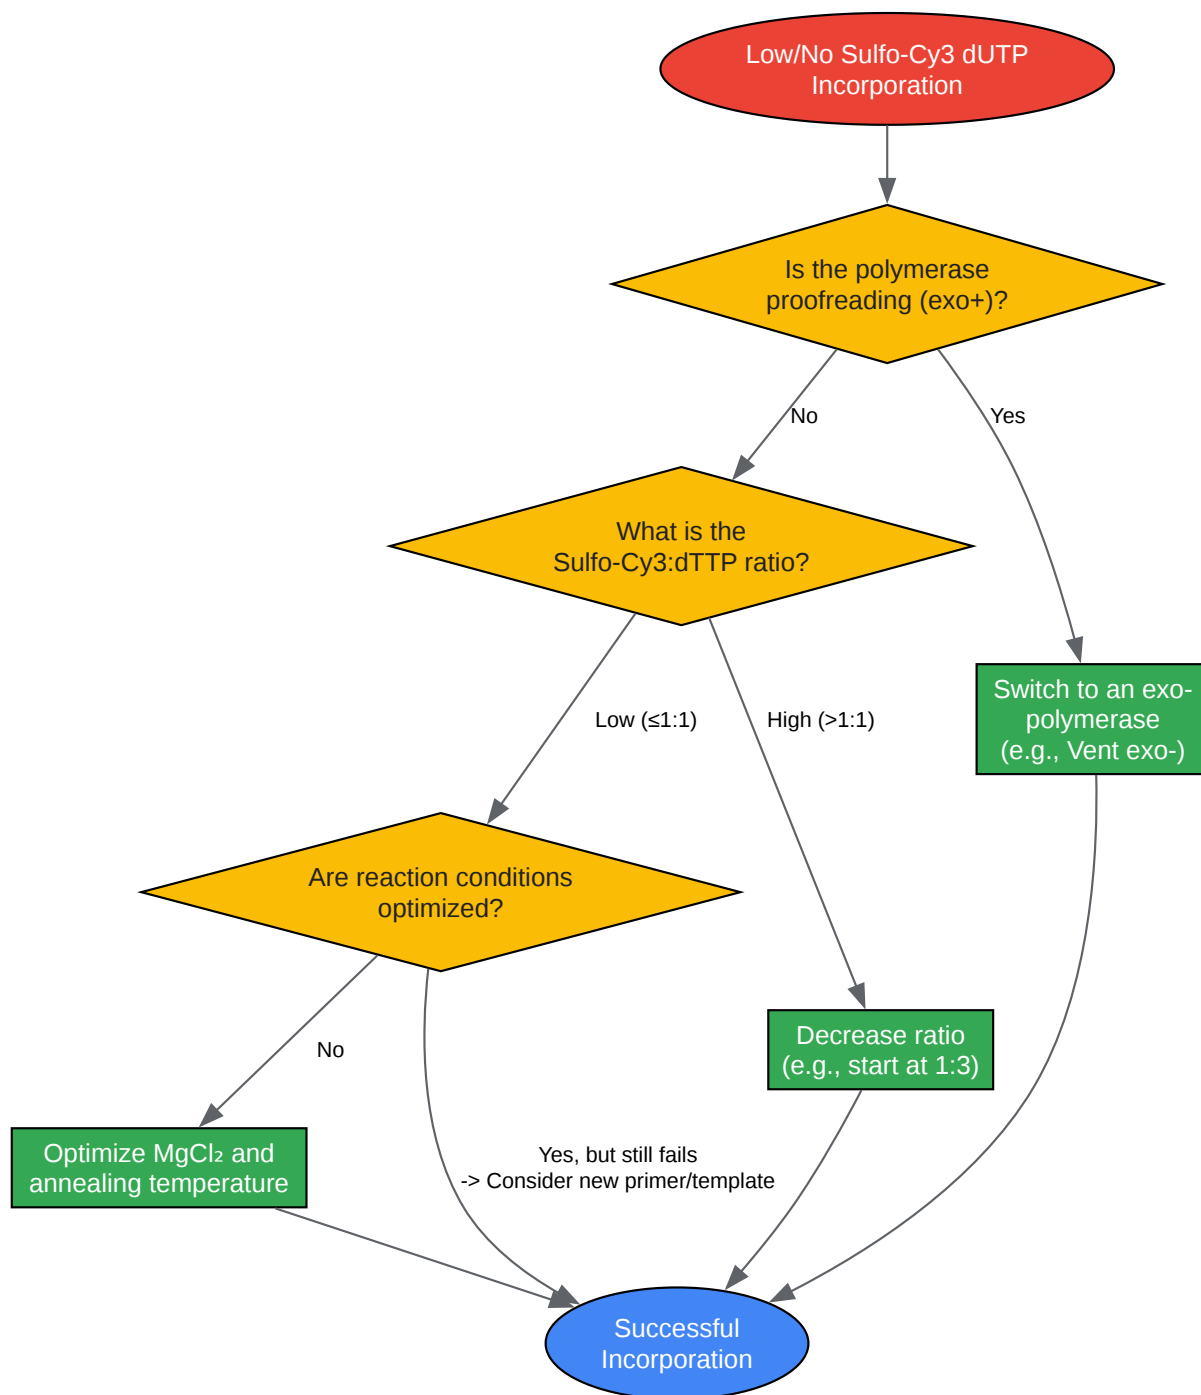 Low/No Sulfo-Cy3 dUTP
Incorporation
Is the polymerase
proofreading (exo+)?
No
Yes
What is the
Sulfo-Cy3:dTTP ratio?
Switch to an exo-
polymerase
(e.g., Vent exo-)
Low (≤1:1)
High (>1:1)
Are reaction conditions
optimized?
Decrease ratio
(e.g., start at 1:3)
No
Optimize MgCl₂ and
annealing temperature
Yes, but still fails
-> Consider new primer/template
Successful
Incorporation